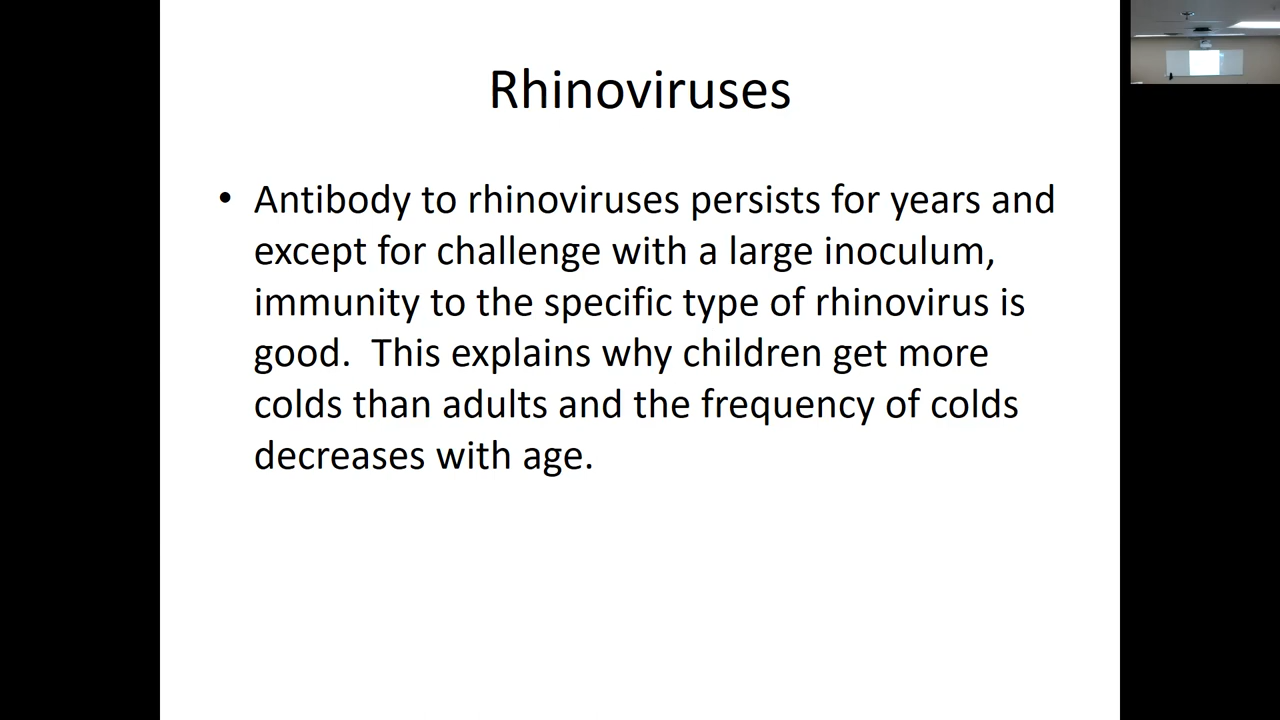 Rhinoviruses
• Antibody to rhinoviruses persists for years and
except for challenge with a large inoculum,
immunity to the specific type of rhinovirus is
good.  This explains why children get more
colds than adults and the frequency of colds
decreases with age.